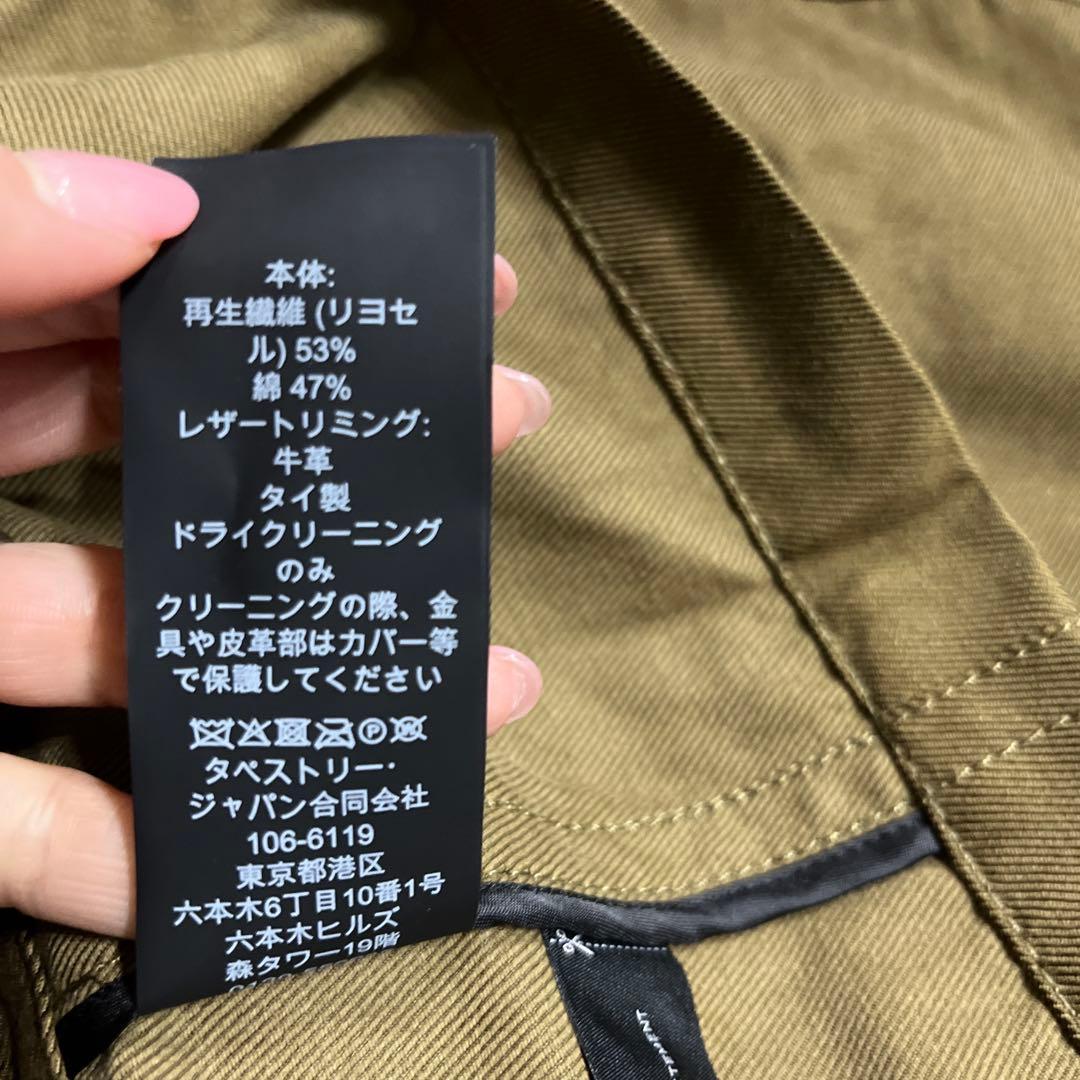 本体:
再生繊維 (リヨセ
ル) 53%
綿 47%
レザートリミング:
牛革
タイ製
ドライクリーニング
のみ
クリーニングの際、金
具や皮革部はカバー等
で保護してください
タペストリー・
ジャパン合同会社
106-6119
東京都港区
六本木6丁目10番1号
六本木ヒルズ
森タワー19階